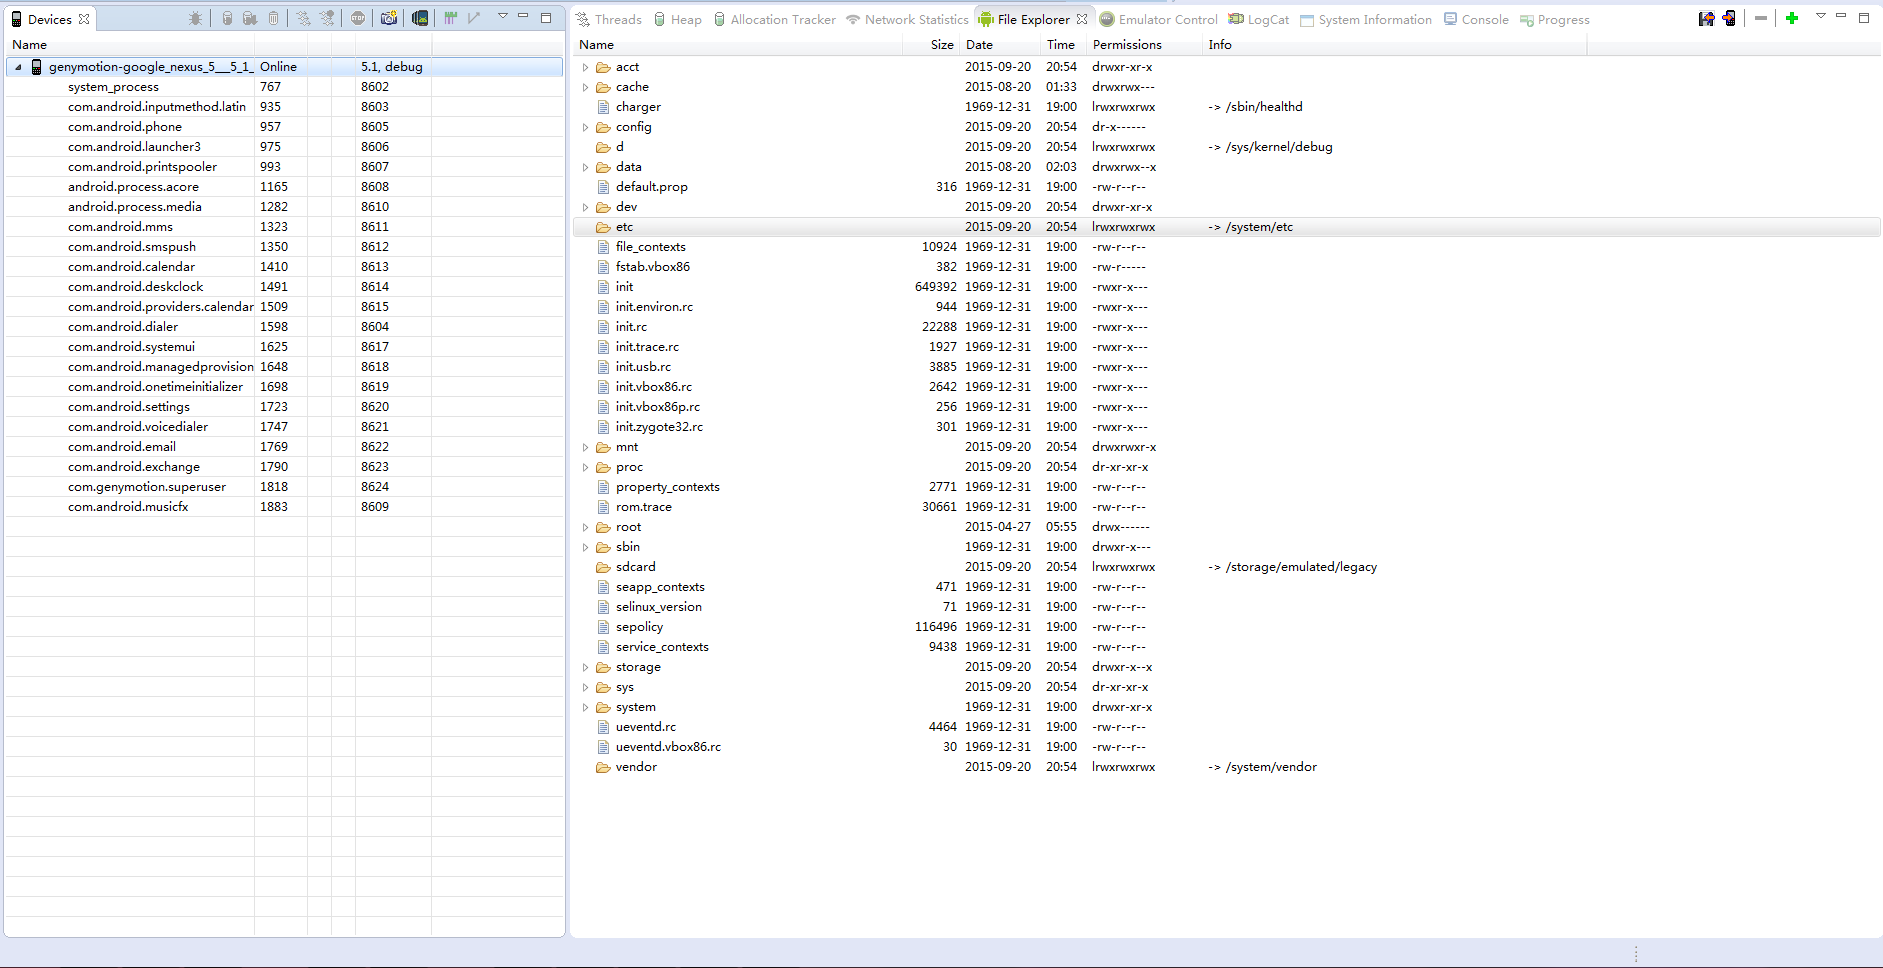 Devices
Name
genymotion-google_nexus_5___5_1_ Online 5.1, debug
system_process 767 8602
com.android.inputmethod.latin 935 8603
com.android.phone 957 8605
com.android.launcher3 975 8606
com.android.printspooler 993 8607
android.process.acore 1165 8608
android.process.media 1282 8610
com.android.mms 1323 8611
com.android.smspush 1350 8612
com.android.calendar 1410 8613
com.android.deskclock 1491 8614
com.android.providers.calendar 1509 8615
com.android.dialer 1598 8604
com.android.systemui 1625 8617
com.android.managedprovision 1648 8618
com.android.onetimeinitializer 1698 8619
com.android.settings 1723 8620
com.android.voicedialer 1747 8621
com.android.email 1769 8622
com.android.exchange 1790 8623
com.genymotion.superuser 1818 8624
com.android.musicfx 1883 8609
Threads Heap Allocation Tracker Network Statistics File Explorer Emulator Control LogCat System Information Console Progress
Name Size Date Time Permissions Info
acct 2015-09-20 20:54 drwxr-xr-x
cache 2015-08-20 01:33 drwxrwx---
charger 1969-12-31 19:00 lrwxrwxrwx -> /sbin/healthd
config 2015-09-20 20:54 dr-x------
d 2015-09-20 20:54 lrwxrwxrwx -> /sys/kernel/debug
data 2015-08-20 02:03 drwxrwx--x
default.prop 316 1969-12-31 19:00 -rw-r--r--
dev 2015-09-20 20:54 drwxr-xr-x
etc 2015-09-20 20:54 lrwxrwxrwx -> /system/etc
file_contexts 10924 1969-12-31 19:00 -rw-r--r--
fstab.vbox86 382 1969-12-31 19:00 -rw-r-----
init 649392 1969-12-31 19:00 -rwxr-x---
init.environ.rc 944 1969-12-31 19:00 -rwxr-x---
init.rc 22288 1969-12-31 19:00 -rwxr-x---
init.trace.rc 1927 1969-12-31 19:00 -rwxr-x---
init.usb.rc 3885 1969-12-31 19:00 -rwxr-x---
init.vbox86.rc 2642 1969-12-31 19:00 -rwxr-x---
init.vbox86p.rc 256 1969-12-31 19:00 -rwxr-x---
init.zygote32.rc 301 1969-12-31 19:00 -rwxr-x---
mnt 2015-09-20 20:54 drwxrwxr-x
proc 2015-09-20 20:54 dr-xr-xr-x
property_contexts 2771 1969-12-31 19:00 -rw-r--r--
rom.trace 30661 1969-12-31 19:00 -rw-r--r--
root 2015-04-27 05:55 drwx------
sbin 1969-12-31 19:00 drwxr-x---
sdcard 2015-09-20 20:54 lrwxrwxrwx -> /storage/emulated/legacy
seapp_contexts 471 1969-12-31 19:00 -rw-r--r--
selinux_version 71 1969-12-31 19:00 -rw-r--r--
sepolicy 116496 1969-12-31 19:00 -rw-r--r--
service_contexts 9438 1969-12-31 19:00 -rw-r--r--
storage 2015-09-20 20:54 drwxr-x--x
sys 2015-09-20 20:54 dr-xr-xr-x
system 1969-12-31 19:00 drwxr-xr-x
ueventd.rc 4464 1969-12-31 19:00 -rw-r--r--
ueventd.vbox86.rc 30 1969-12-31 19:00 -rw-r--r--
vendor 2015-09-20 20:54 lrwxrwxrwx -> /system/vendor